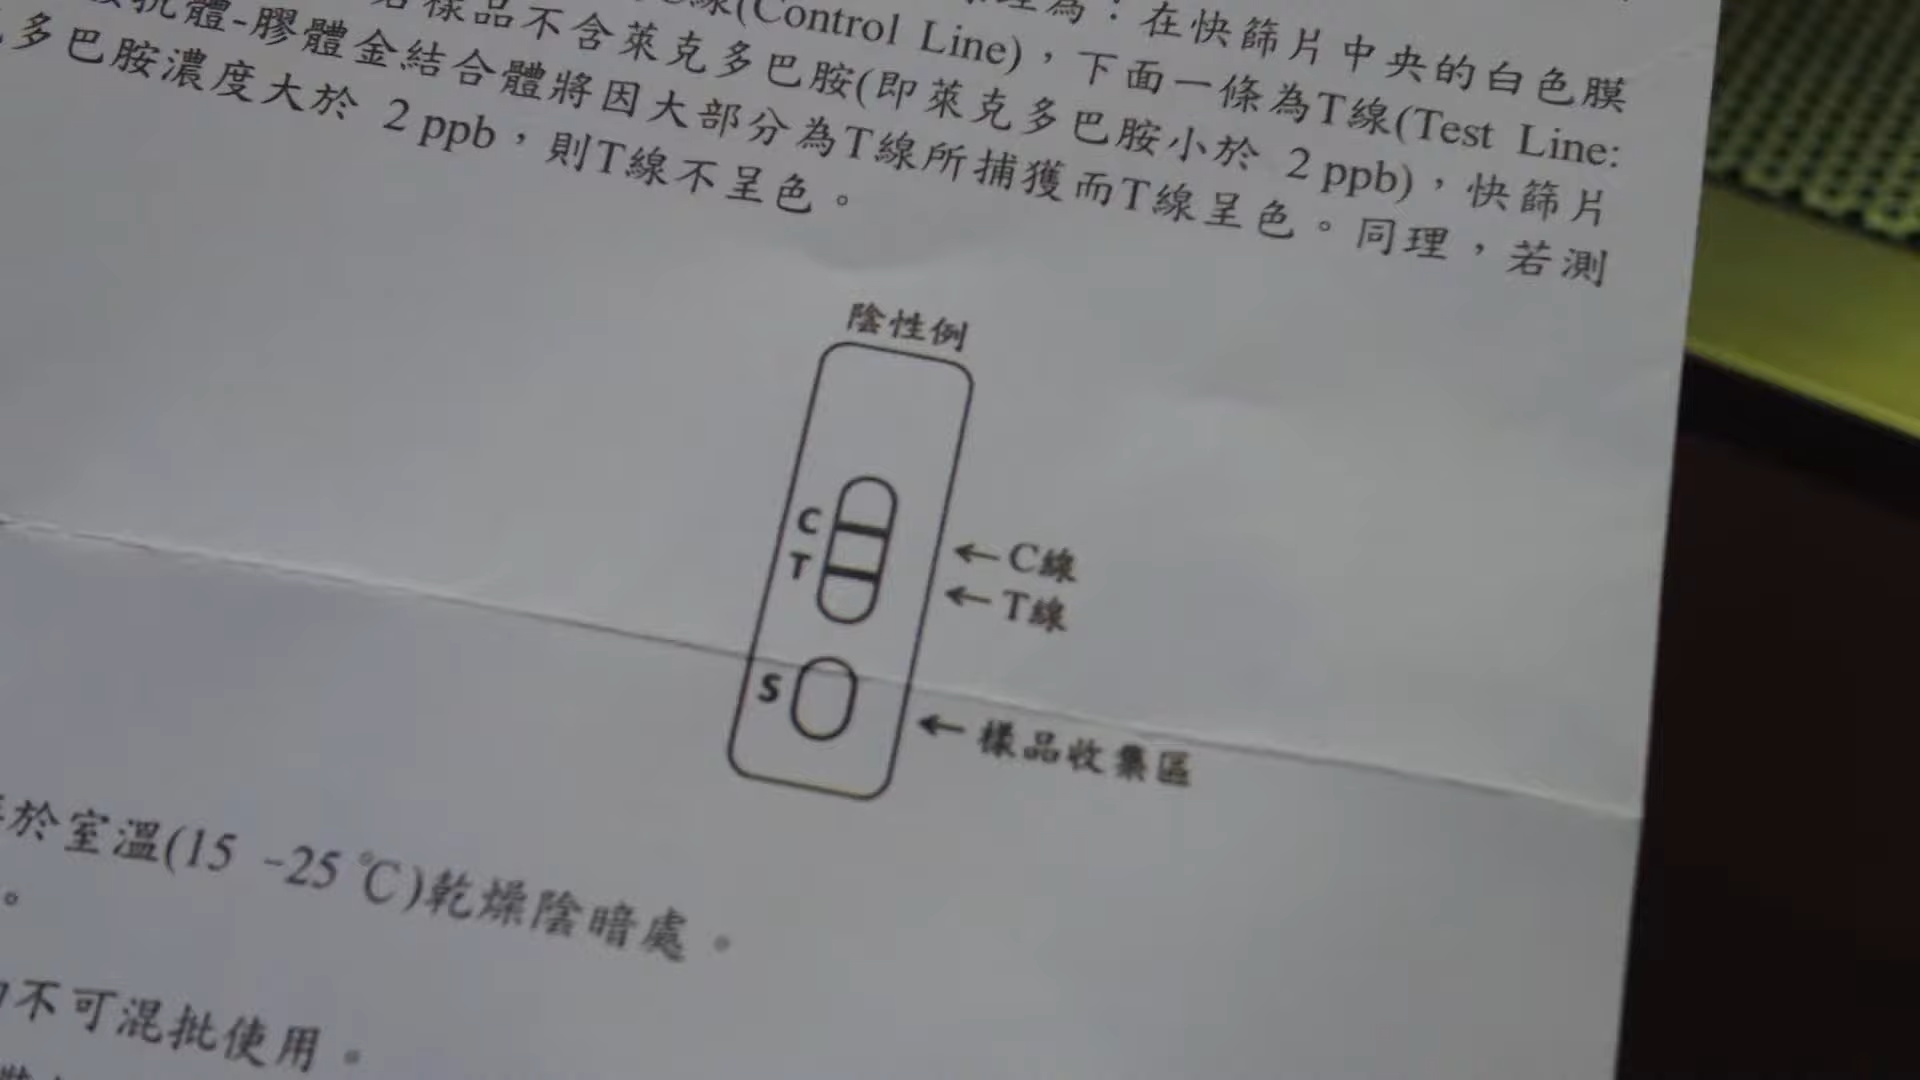 線(Control Line)，下面一條為T線(Test Line:
理為：在快篩片中央的白色膜
樣品不含萊克多巴胺(即萊克多巴胺小於 2 ppb)，快篩片
抗體-膠體金結合體將因大部分為T線所捕獲而T線呈色。同理，若測
多巴胺濃度大於 2 ppb，則T線不呈色。
陰性例
C
T
←C線
←T線
S
←樣品收集區
於室溫(15 -25℃)乾燥陰暗處。
。
不可混批使用。